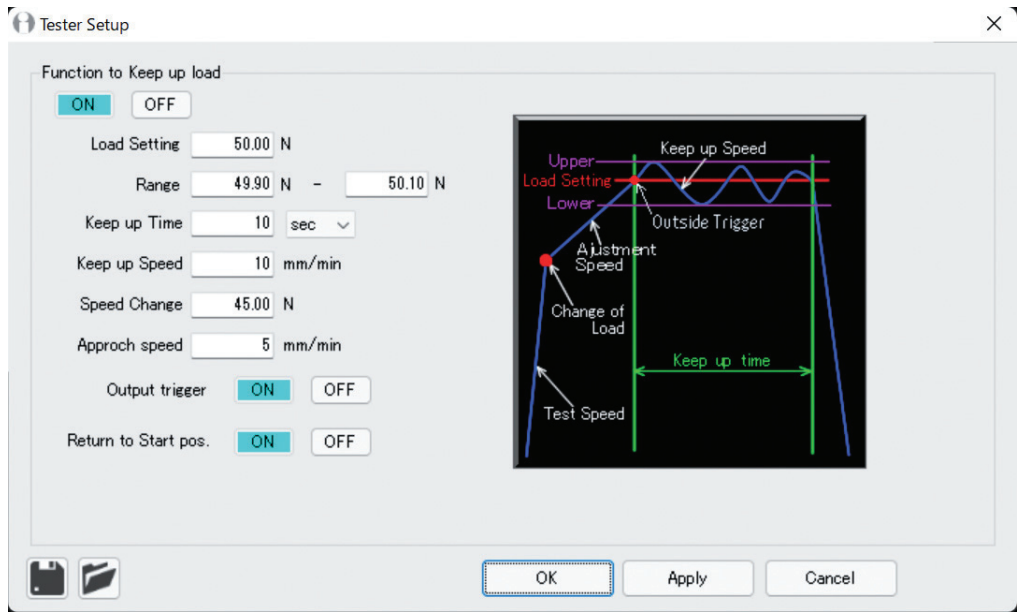 Tester Setup
Function to Keep up load
ON OFF
Load Setting 50.00 N
Range 49.90 N - 50.10 N
Keep up Time 10 sec
Keep up Speed 10 mm/min
Speed Change 45.00 N
Approch speed 5 mm/min
Output trigger ON OFF
Return to Start pos. ON OFF
Upper
Keep up Speed
Load Setting
Lower
Outside Trigger
Ajustment
Speed
Change of
Load
Keep up time
Test Speed
OK Apply Cancel